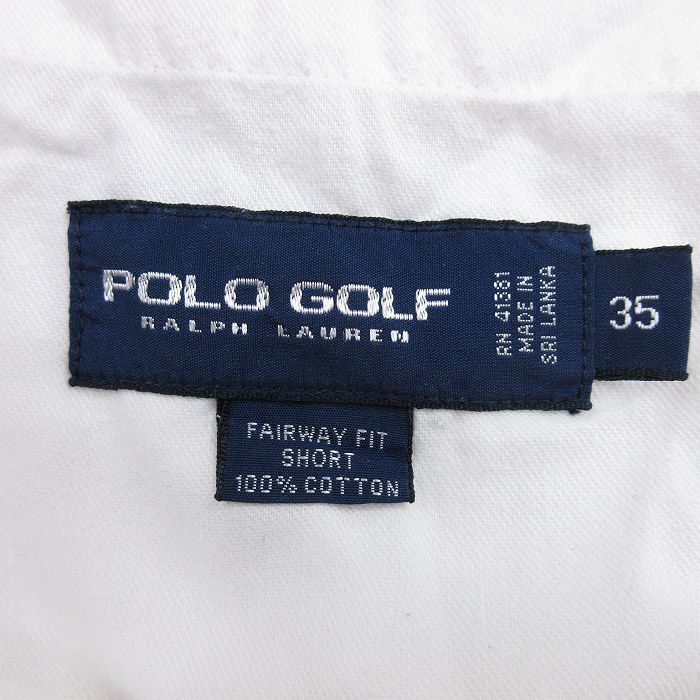 POLO GOLF
RALPH LAUREN
RN 41381
MADE IN
SRI LANKA
35
FAIRWAY FIT
SHORT
100% COTTON